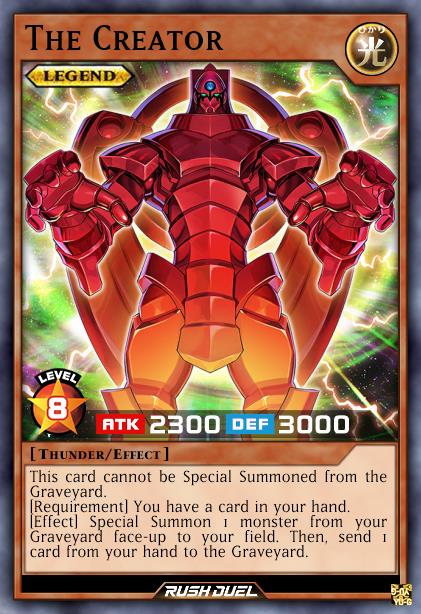 The Creator
ひかり
光
LEGEND
LEVEL
8
ATK 2300 DEF 3000
[Thunder/Effect]
This card cannot be Special Summoned from the
Graveyard.
[Requirement] You have a card in your hand.
[Effect] Special Summon 1 monster from your
Graveyard face-up to your field. Then, send 1
card from your hand to the Graveyard.
RUSH DUEL